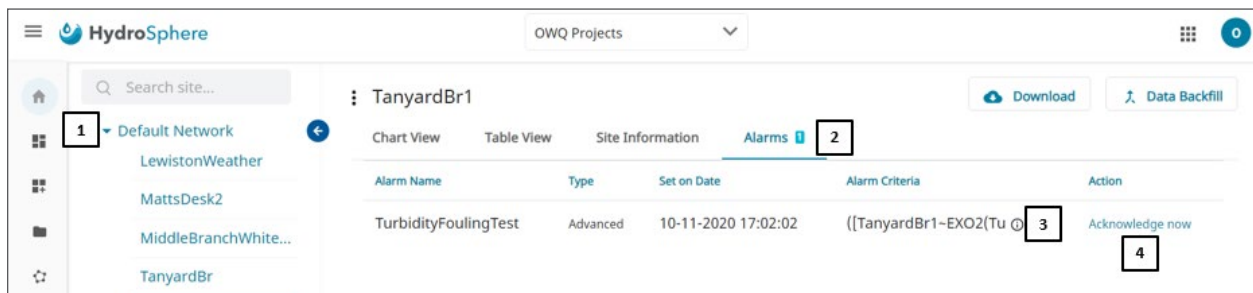 HydroSphere
OWQ Projects
O
Search site...
1
Default Network
LewistonWeather
MattsDesk2
MiddleBranchWhite...
TanyardBr
TanyardBr1
Download
Data Backfill
Chart View Table View Site Information Alarms 1 2
Alarm Name Type Set on Date Alarm Criteria Action
TurbidityFoulingTest Advanced 10-11-2020 17:02:02 ([TanyardBr1~EXO2(Tu 3 Acknowledge now
4